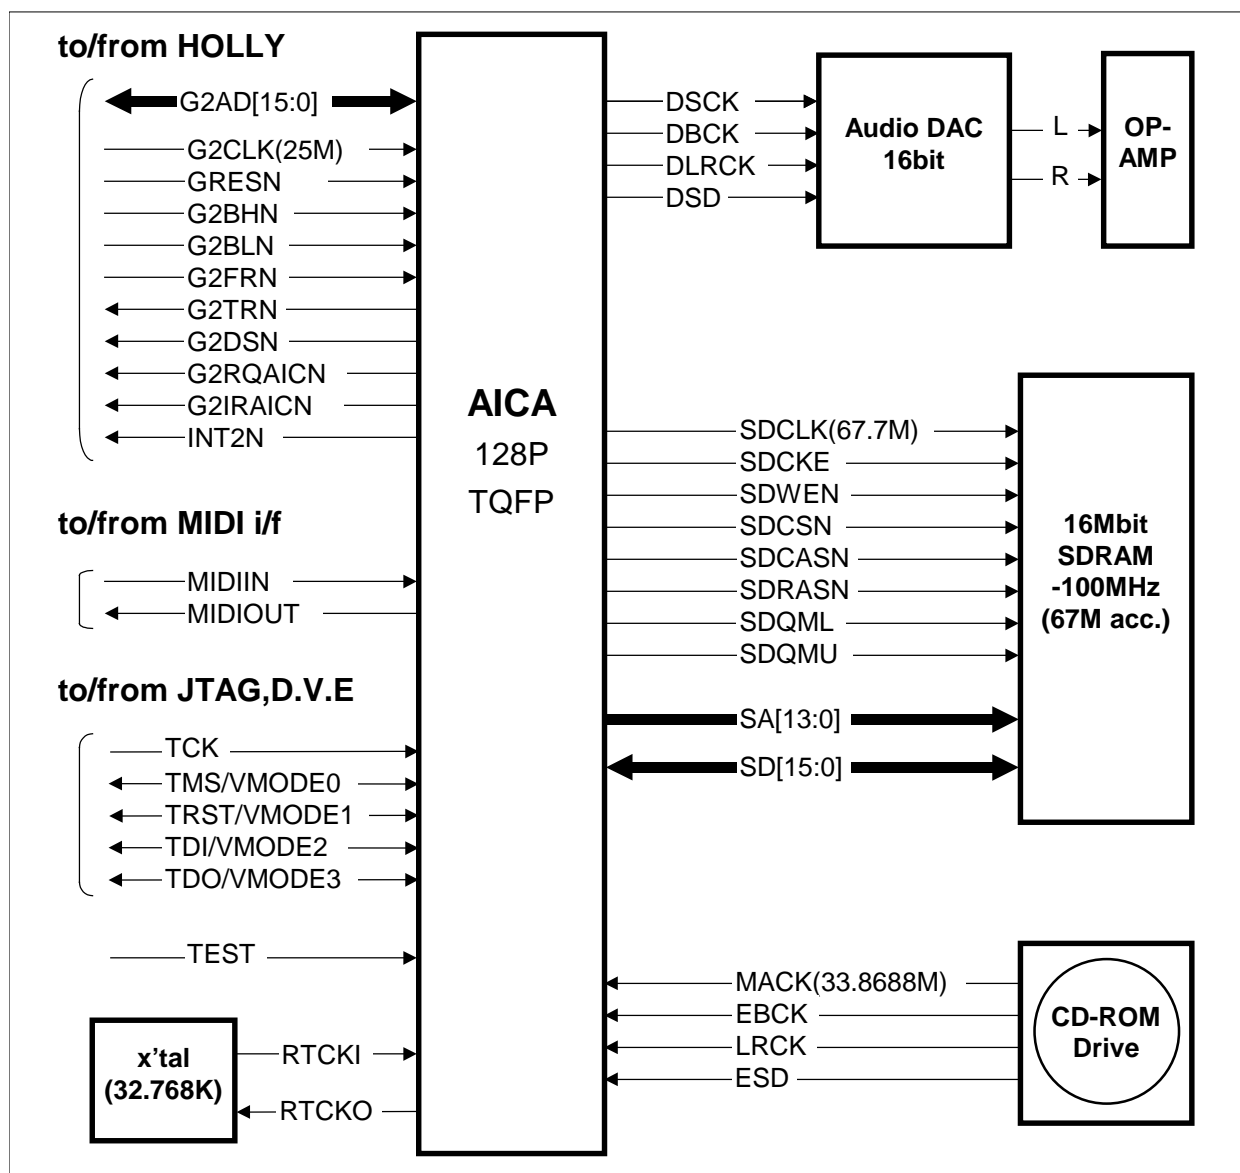 to/from HOLLY
G2AD[15:0]
G2CLK(25M)
GRESN
G2BHN
G2BLN
G2FRN
G2TRN
G2DSN
G2RQAICN
G2IRAICN
INT2N
to/from MIDI i/f
MIDIIN
MIDIOUT
to/from JTAG,D.V.E
TCK
TMS/VMODE0
TRST/VMODE1
TDI/VMODE2
TDO/VMODE3
TEST
x'tal
(32.768K)
RTCKI
RTCKO
AICA
128P
TQFP
DSCK
DBCK
DLRCK
DSD
Audio DAC
16bit
L
R
OP-
AMP
SDCLK(67.7M)
SDCKE
SDWEN
SDCSN
SDCASN
SDRASN
SDQML
SDQMU
SA[13:0]
SD[15:0]
16Mbit
SDRAM
-100MHz
(67M acc.)
MACK(33.8688M)
EBCK
LRCK
ESD
CD-ROM
Drive